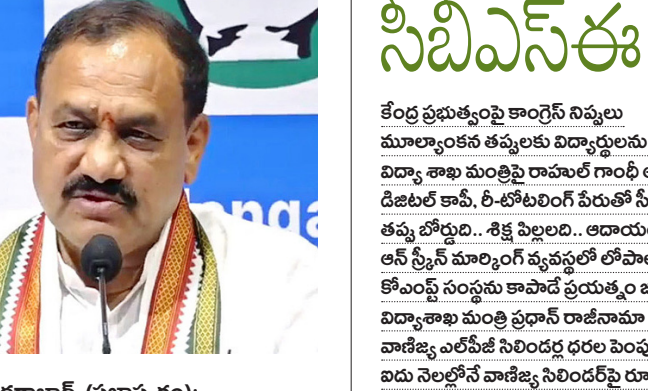 anga
సీబీఎస్ఈ
కేంద్ర ప్రభుత్వంపై కాంగ్రెస్ నిప్పులు
మూల్యాంకన తప్పులకు విద్యార్థులను
విద్యా శాఖ మంత్రిపై రాహుల్ గాంధీ
డిజిటల్ కాపీ, రీ-టోటలింగ్ పేరుతో
తప్పు బోర్డుది.. శిక్ష పిల్లలది..
ఆన్ స్క్రీన్ మార్కింగ్ వ్యవస్థలో
కోఎంప్ట్ సంస్థను కాపాడే ప్రయత్నం
విద్యాశాఖ మంత్రి ప్రధాన్ రాజీనామా
వాణిజ్య ఎల్‌పీజీ సిలిండర్ల ధరల
ఐదు నెలల్లోనే వాణిజ్య సిలిండర్‌పై